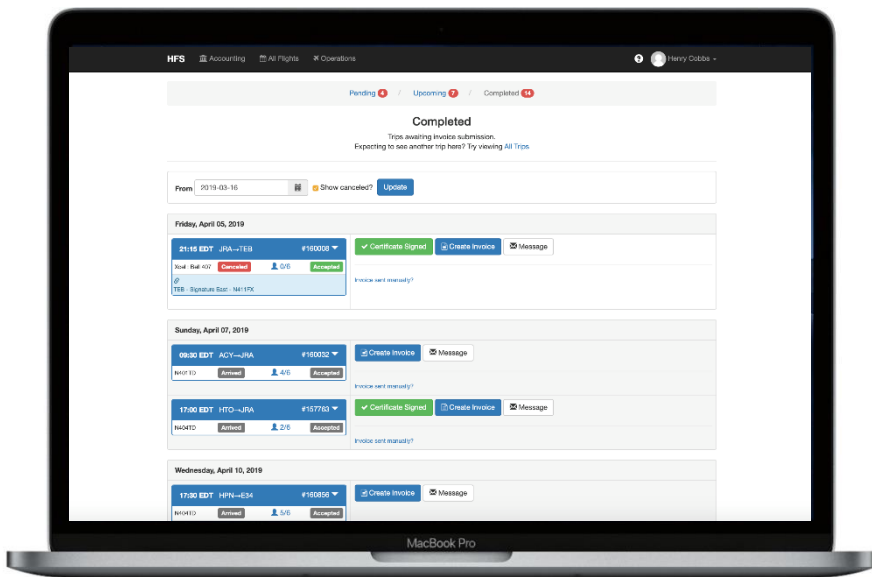 HFS Accounting All Flights Operations ? Henry Cobbs
Pending 4 / Upcoming 7 / Completed 14
Completed
Trips awaiting invoice submission.
Expecting to see another trip here? Try viewing All Trips
From 2019-03-16 Show canceled? Update
Friday, April 05, 2019
21:15 EDT JRA→TEB #160008 Certificate Signed Create Invoice Message
Xcel Bell 407 Canceled 0/6 Accepted
Invoice sent manually?
TEB - Signature East - N411FX
Sunday, April 07, 2019
09:30 EDT ACY→JRA #160032 Create Invoice Message
N401TD Arrived 4/6 Accepted
Invoice sent manually?
17:00 EDT HTO→JRA #157763 Certificate Signed Create Invoice Message
N404TD Arrived 2/6 Accepted
Invoice sent manually?
Wednesday, April 10, 2019
17:30 EDT HPN→E34 #160856 Create Invoice Message
N404TD Arrived 5/6 Accepted
MacBook Pro